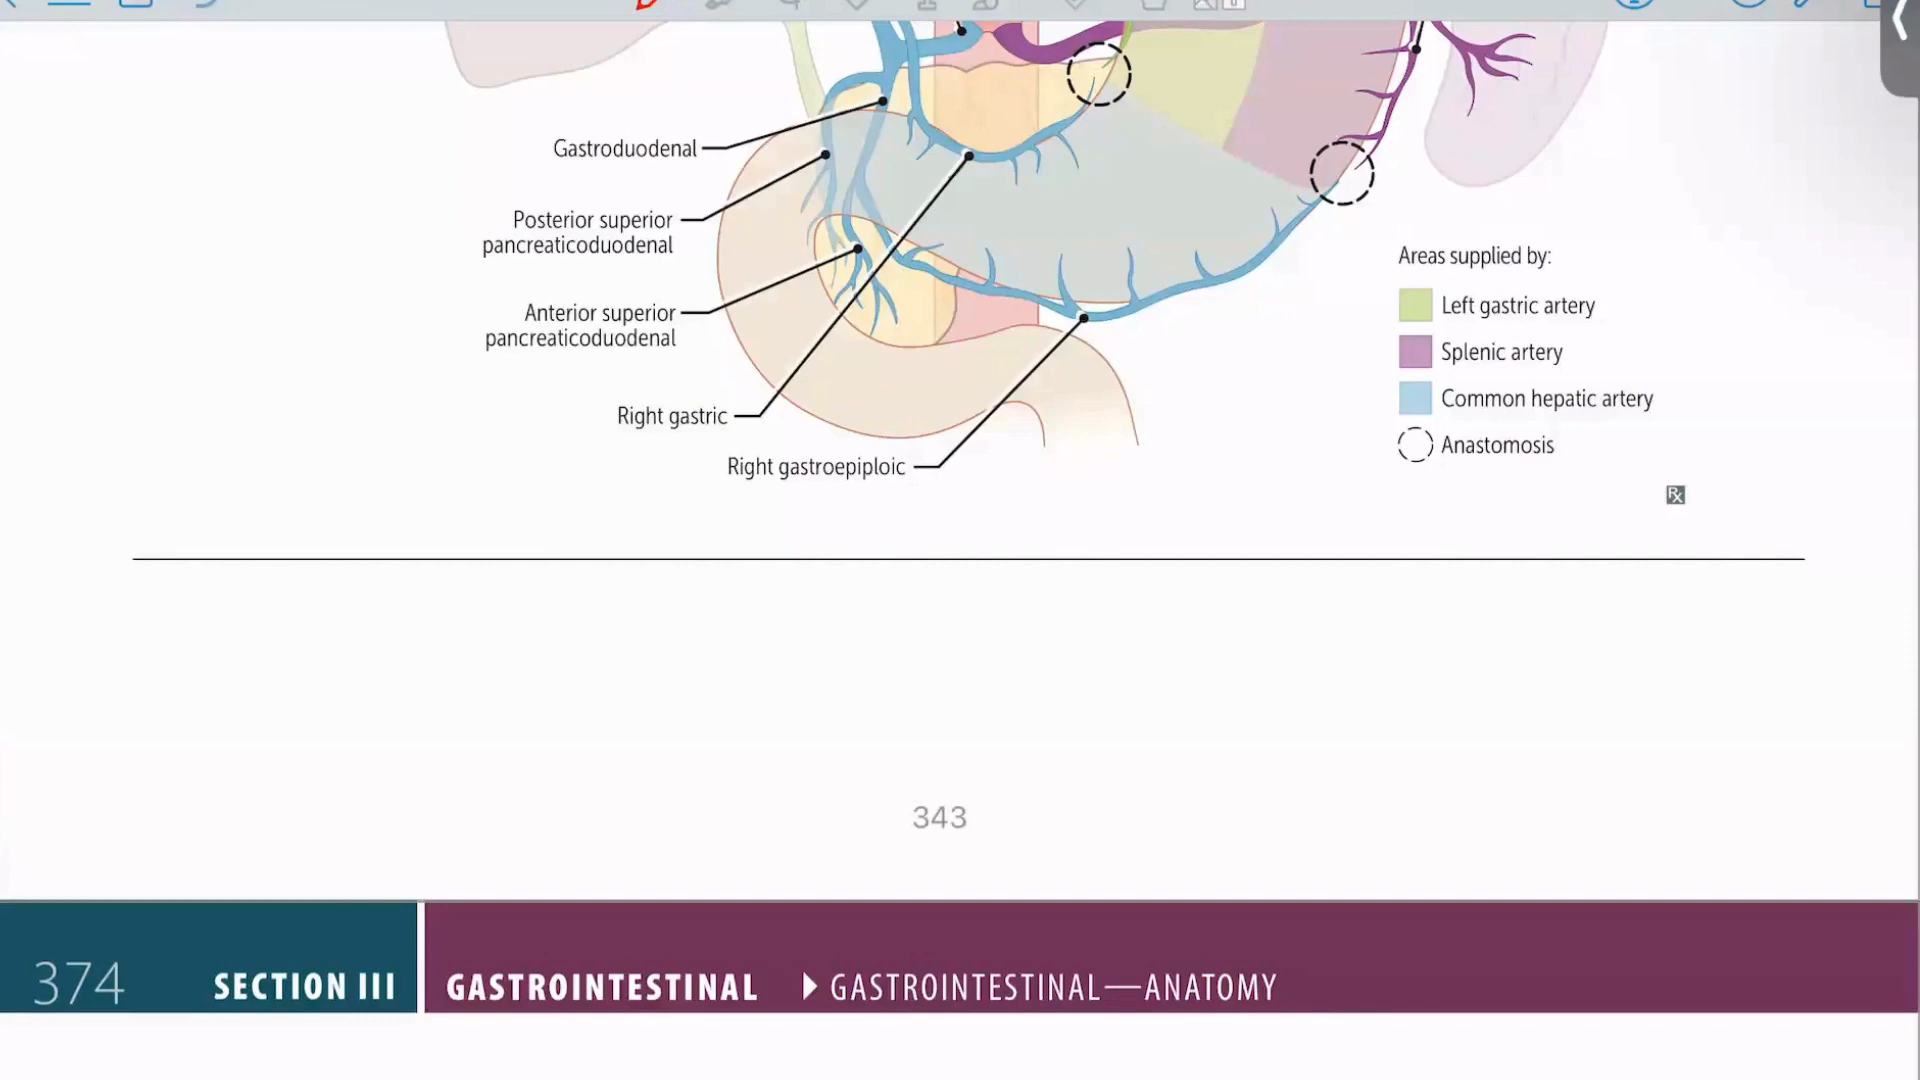 Gastroduodenal
Posterior superior
pancreaticoduodenal
Anterior superior
pancreaticoduodenal
Right gastric
Right gastroepiploic
Areas supplied by:
Left gastric artery
Splenic artery
Common hepatic artery
Anastomosis
Rx
343
374 SECTION III GASTROINTESTINAL GASTROINTESTINAL—ANATOMY